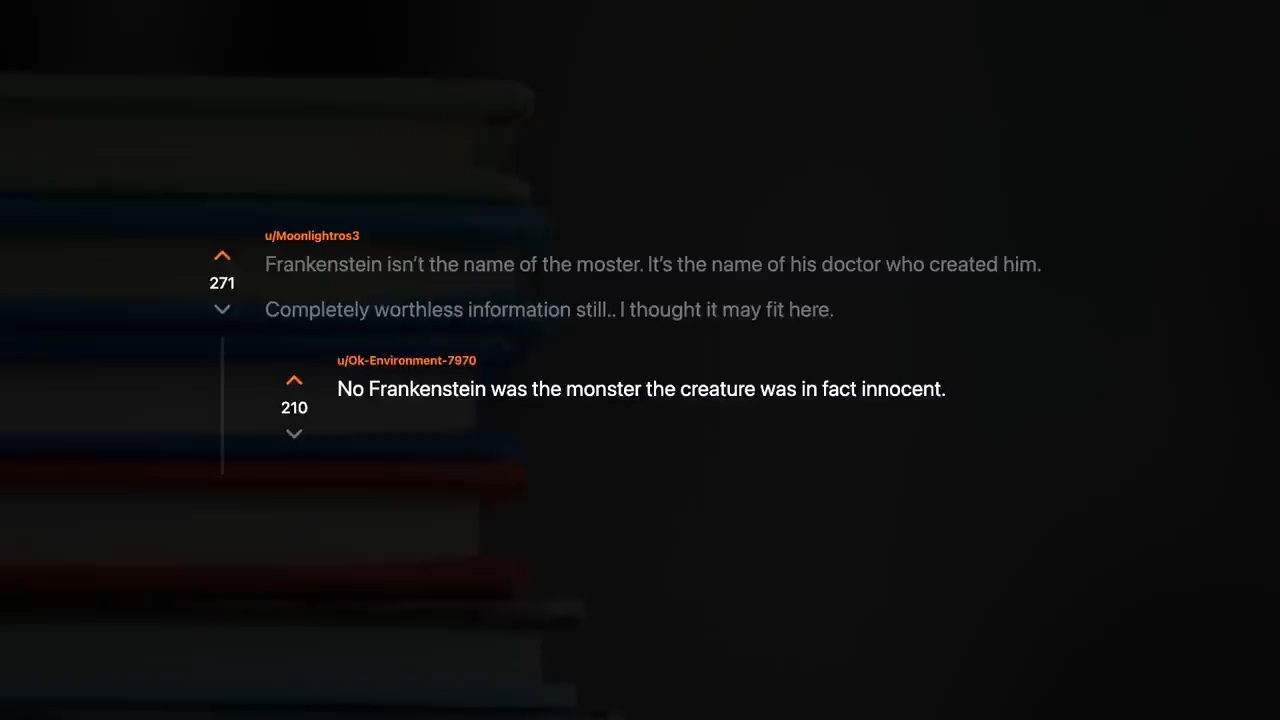 u/Moonlightros3
Frankenstein isn’t the name of the moster. It’s the name of his doctor who created him.
271
Completely worthless information still.. I thought it may fit here.
u/Ok-Environment-7970
No Frankenstein was the monster the creature was in fact innocent.
210